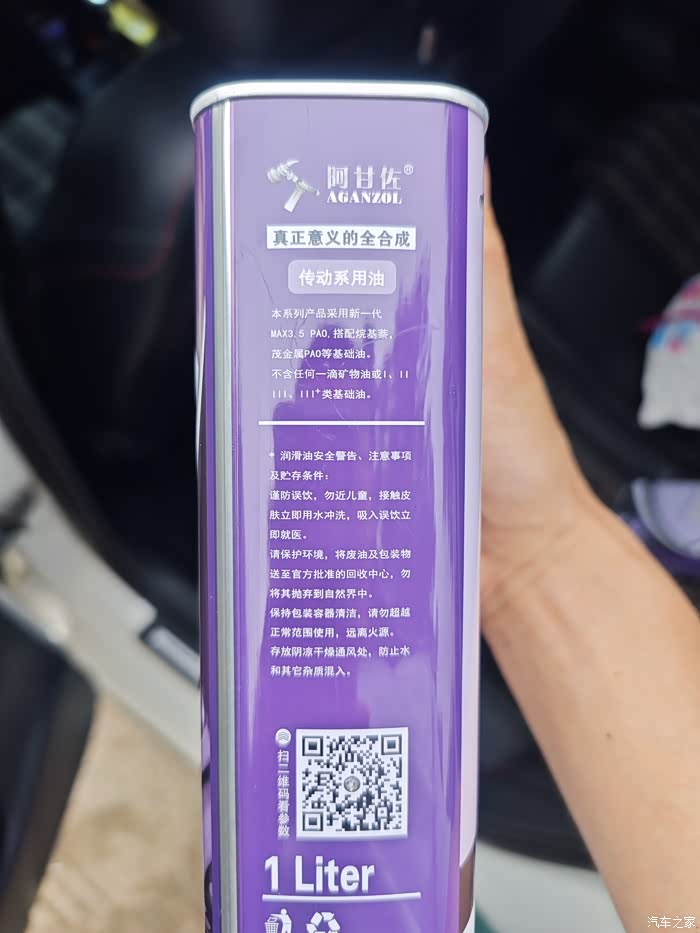 阿甘佐®
AGANZOL
真正意义的全合成
传动系用油
本系列产品采用新一代
MAX3.5 PAO,搭配烷基萘,
茂金属PAO等基础油。
不含任何一滴矿物油或I、II
III、III⁺类基础油。
* 润滑油安全警告、注意事项
及贮存条件:
谨防误饮，勿近儿童，接触皮
肤立即用水冲洗，吸入误饮立
即就医。
请保护环境，将废油及包装物
送至官方批准的回收中心，勿
将其抛弃到自然界中。
保持包装容器清洁，请勿超越
正常范围使用，远离火源。
存放阴凉干燥通风处，防止水
和其它杂质混入。
扫二维码看参数
1 Liter
汽车之家